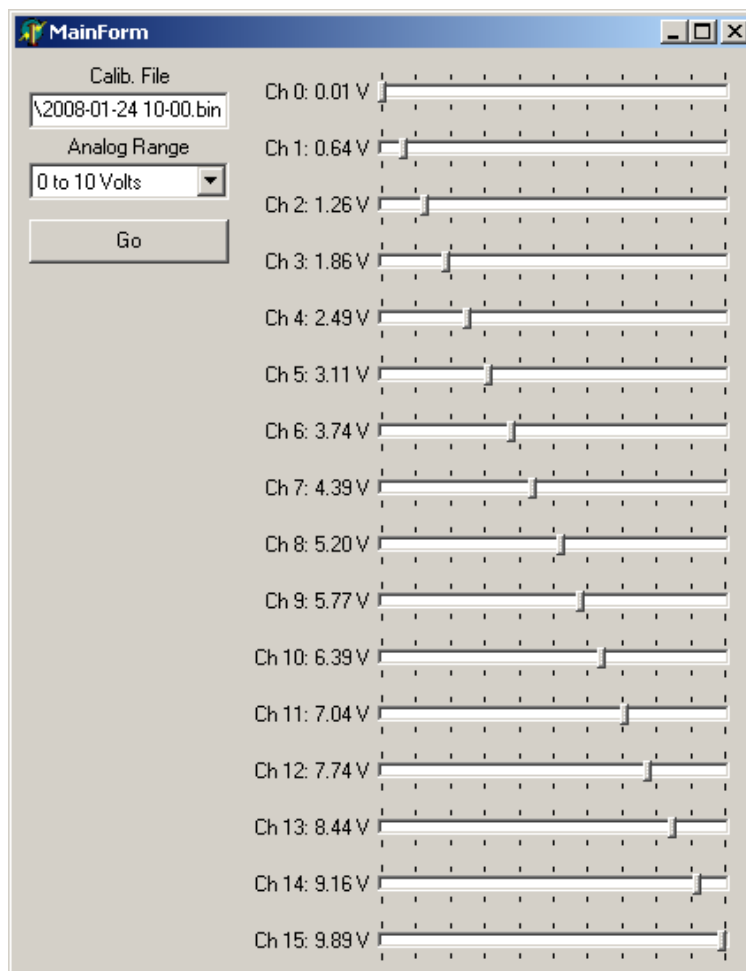 MainForm
Calib. File
\2008-01-24 10-00.bin
Analog Range
0 to 10 Volts
Go
Ch 0: 0.01 V
Ch 1: 0.64 V
Ch 2: 1.26 V
Ch 3: 1.86 V
Ch 4: 2.49 V
Ch 5: 3.11 V
Ch 6: 3.74 V
Ch 7: 4.39 V
Ch 8: 5.20 V
Ch 9: 5.77 V
Ch 10: 6.39 V
Ch 11: 7.04 V
Ch 12: 7.74 V
Ch 13: 8.44 V
Ch 14: 9.16 V
Ch 15: 9.89 V